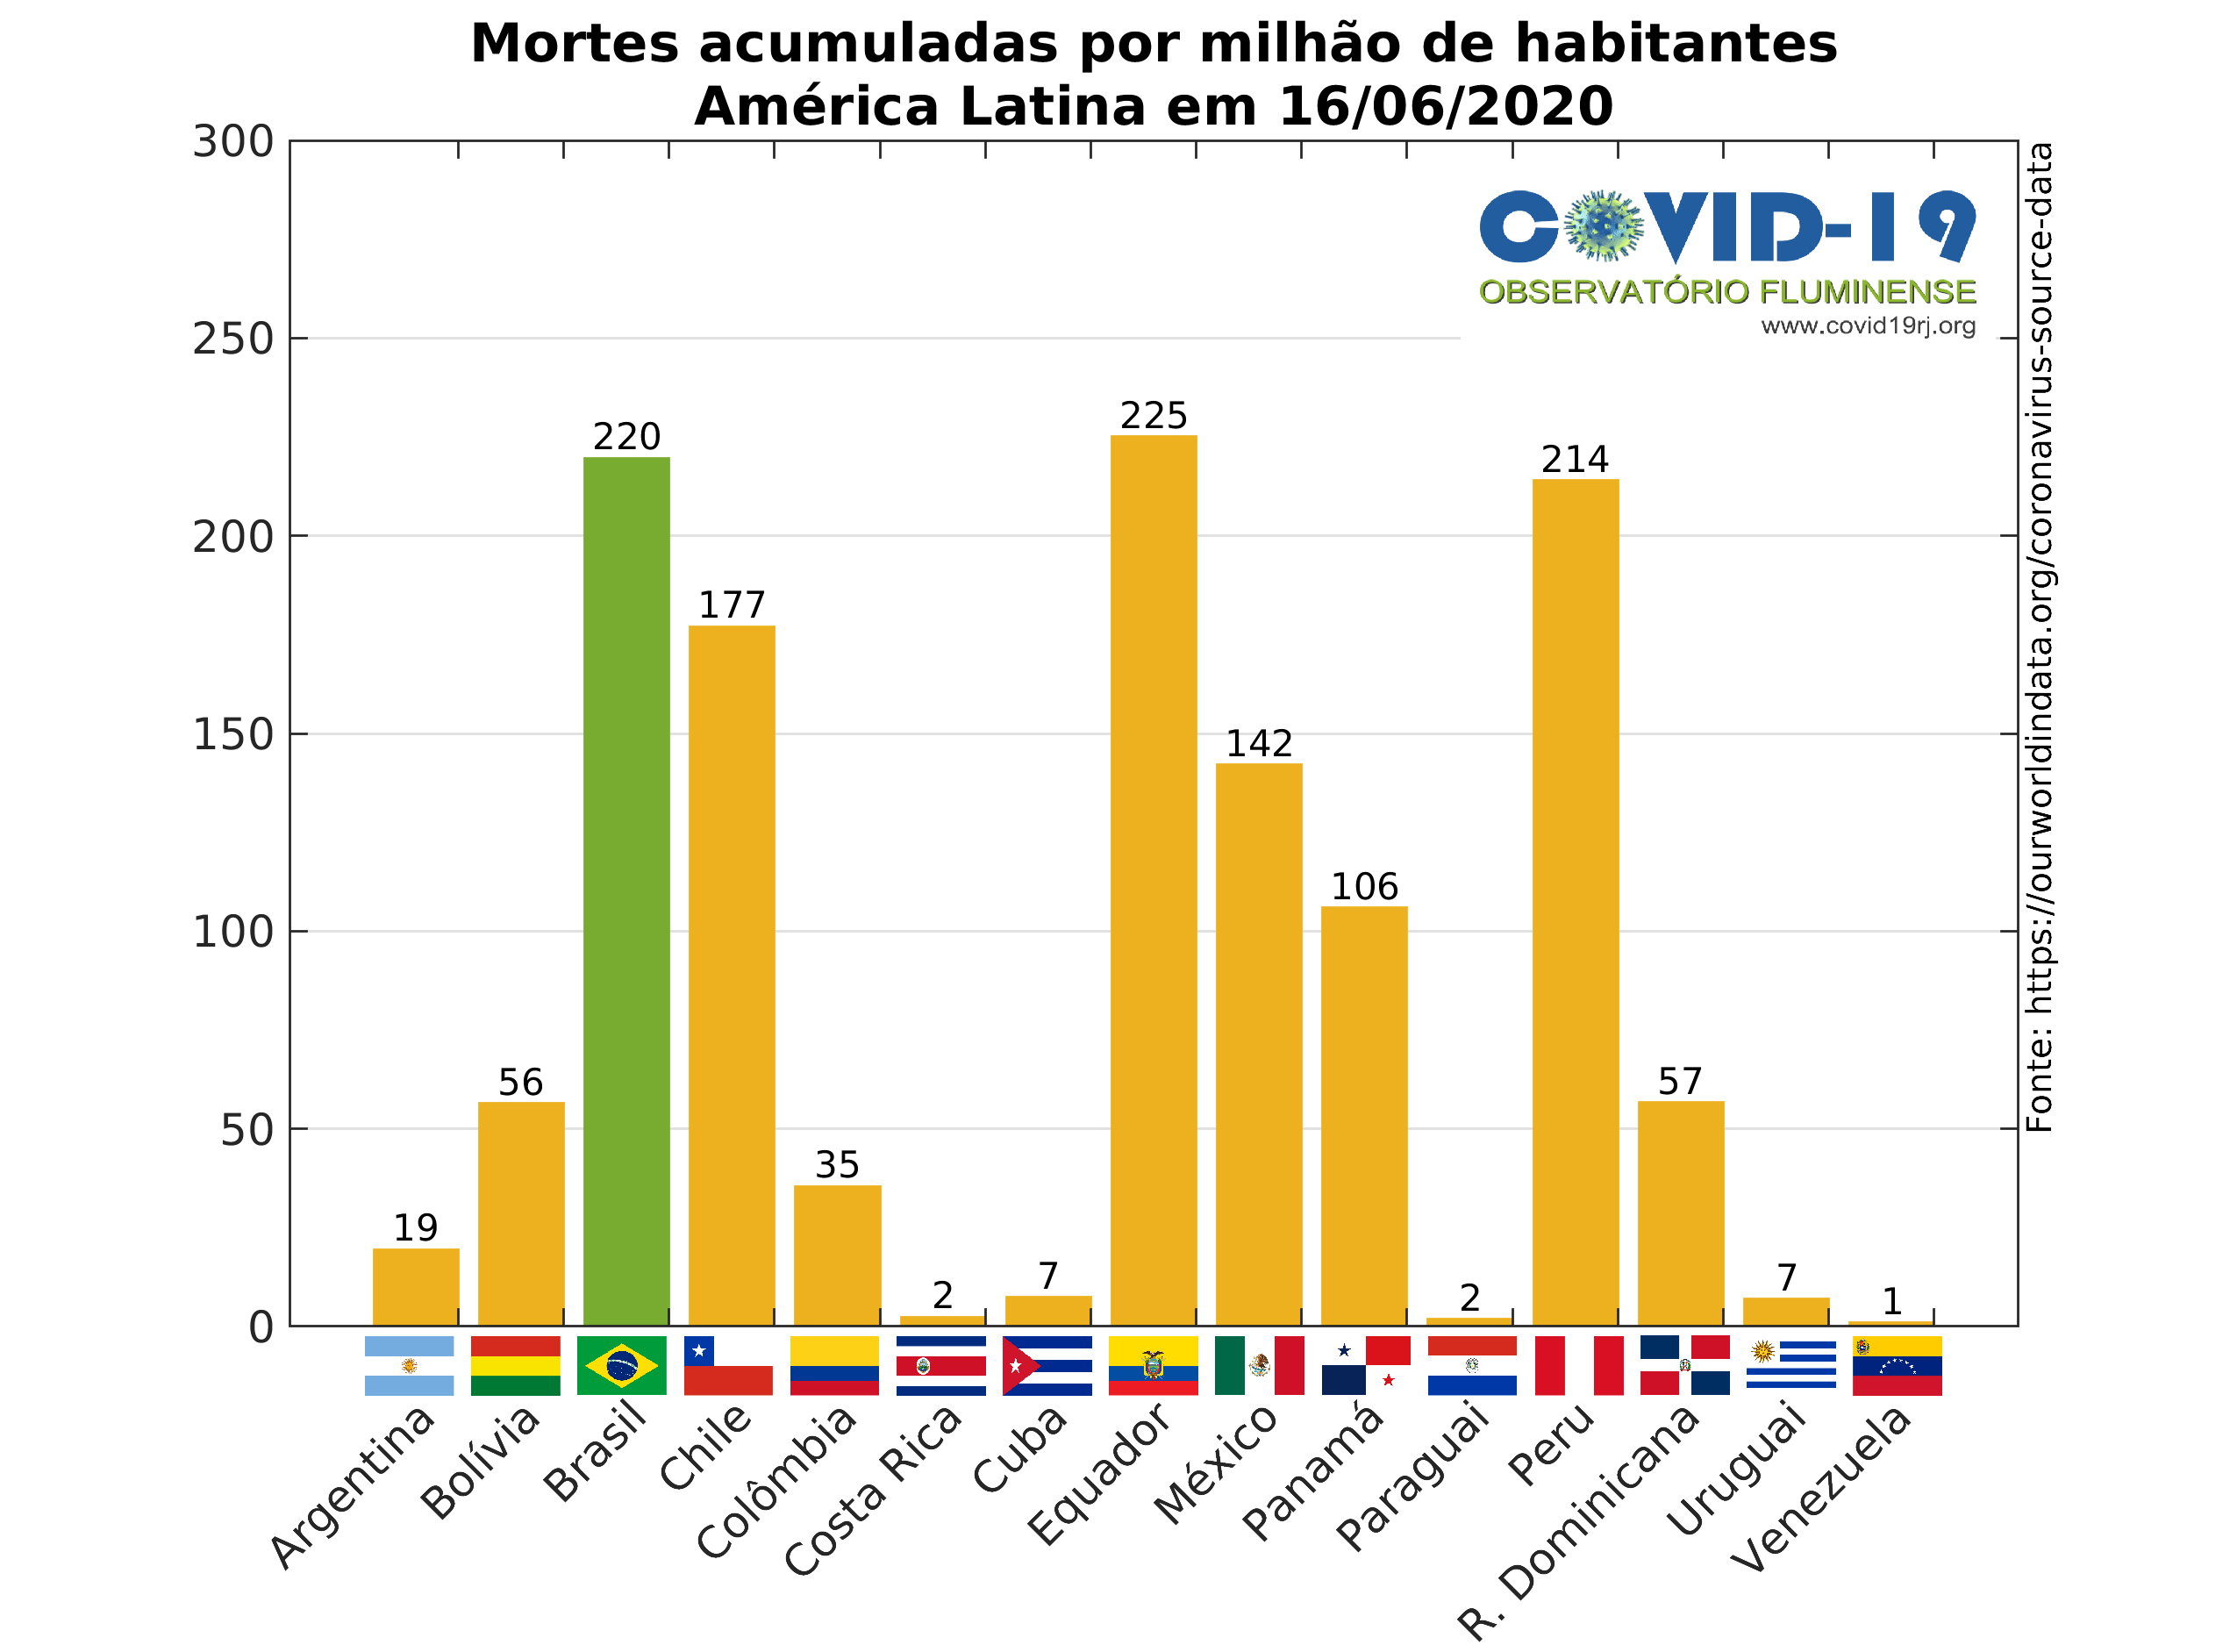 Mortes acumuladas por milhão de habitantes
América Latina em 16/06/2020
300
250
200
150
100
50
0
COVID-19
OBSERVATÓRIO FLUMINENSE
www.covid19rj.org
Fonte: https://ourworldindata.org/coronavirus-source-data
19
56
220
177
35
2
7
225
142
106
2
214
57
7
1
Argentina
Bolívia
Brasil
Chile
Colômbia
Costa Rica
Cuba
Equador
México
Panamá
Paraguai
Peru
R. Dominicana
Uruguai
Venezuela